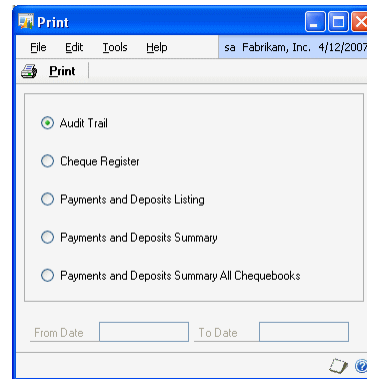 Print
File Edit Tools Help sa Fabrikam, Inc. 4/12/2007
Print
Audit Trail
Cheque Register
Payments and Deposits Listing
Payments and Deposits Summary
Payments and Deposits Summary All Chequebooks
From Date To Date